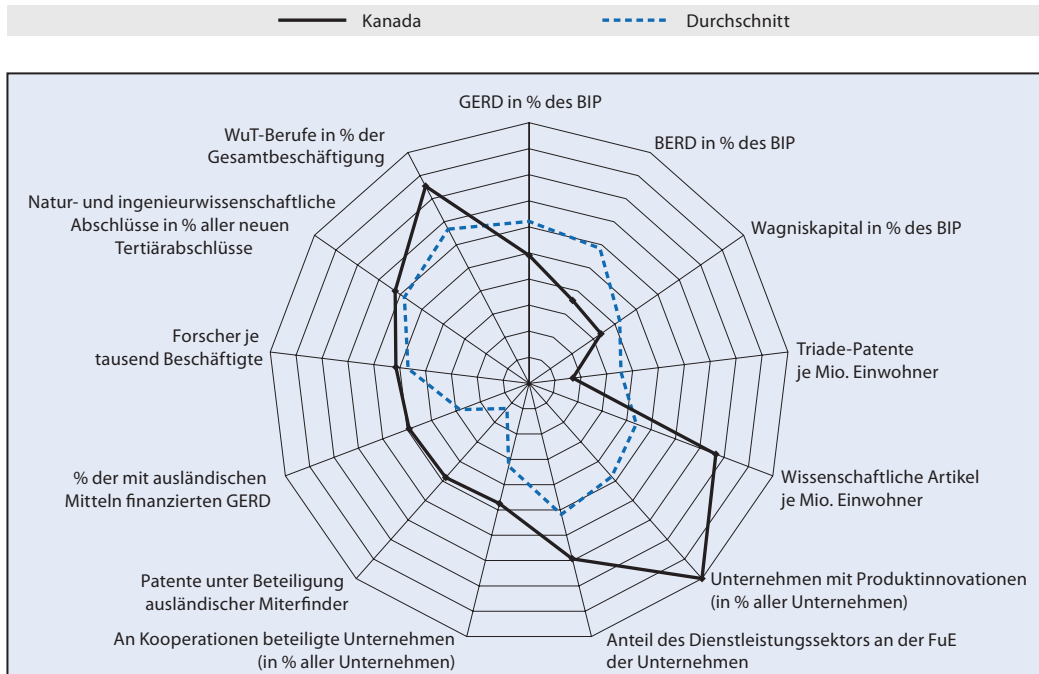 Kanada
Durchschnitt
GERD in % des BIP
BERD in % des BIP
Wagniskapital in % des BIP
Triade-Patente
je Mio. Einwohner
Wissenschaftliche Artikel
je Mio. Einwohner
Unternehmen mit Produktinnovationen
(in % aller Unternehmen)
Anteil des Dienstleistungssektors an der FuE
der Unternehmen
An Kooperationen beteiligte Unternehmen
(in % aller Unternehmen)
Patente unter Beteiligung
ausländischer Miterfinder
% der mit ausländischen
Mitteln finanzierten GERD
Forscher je
tausend Beschäftigte
Natur- und ingenieurwissenschaftliche
Abschlüsse in % aller neuen
Tertiärabschlüsse
WuT-Berufe in % der
Gesamtbeschäftigung